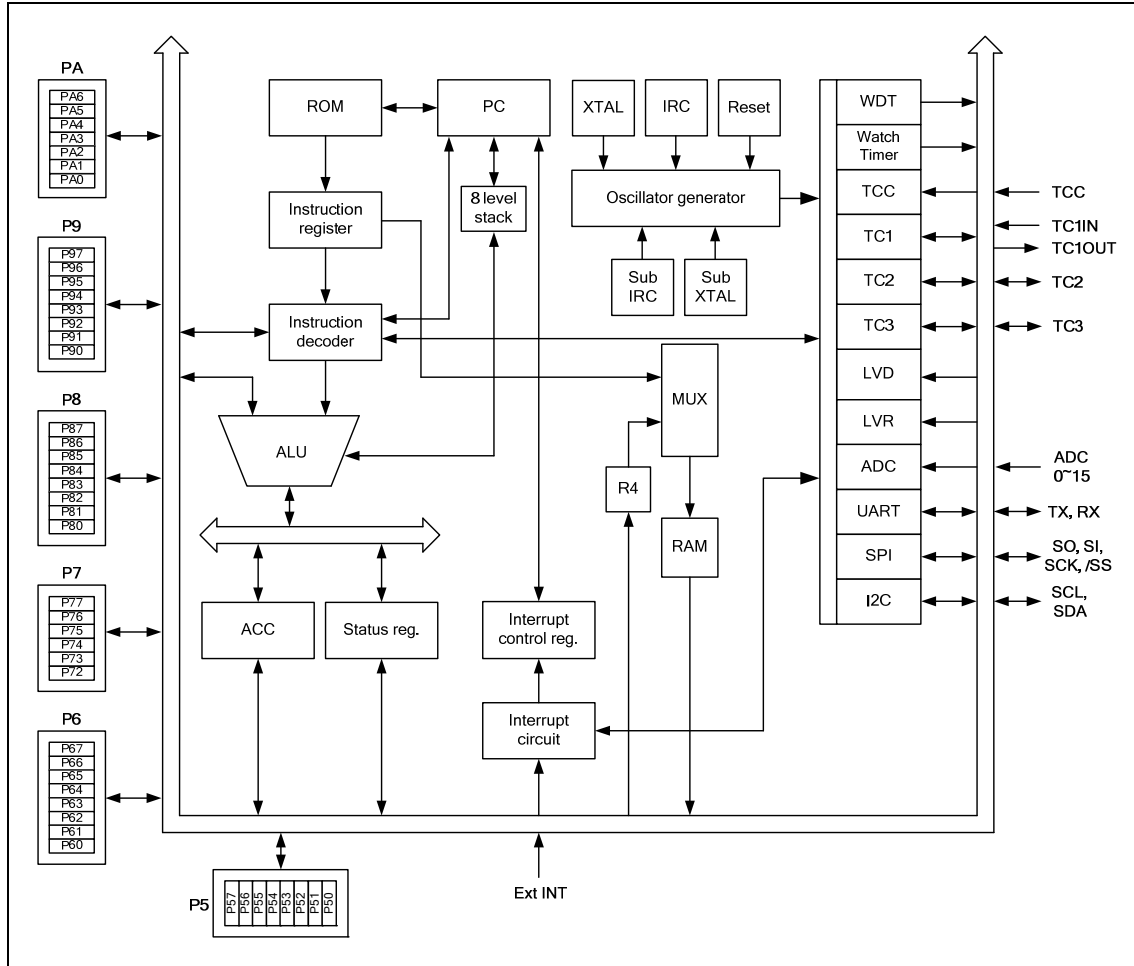 PA
PA6
PA5
PA4
PA3
PA2
PA1
PA0
P9
P97
P96
P95
P94
P93
P92
P91
P90
P8
P87
P86
P85
P84
P83
P82
P81
P80
P7
P77
P76
P75
P74
P73
P72
P6
P67
P66
P65
P64
P63
P62
P61
P60
P5
P57
P56
P55
P54
P53
P52
P51
P50
ROM
PC
Instruction
register
8 level
stack
Instruction
decoder
ALU
ACC
Status reg.
Interrupt
control reg.
Interrupt
circuit
Ext INT
XTAL
IRC
Reset
Oscillator generator
Sub
IRC
Sub
XTAL
MUX
R4
RAM
WDT
Watch
Timer
TCC
TC1
TC2
TC3
LVD
LVR
ADC
UART
SPI
I2C
TCC
TC1IN
TC1OUT
TC2
TC3
ADC
0~15
TX, RX
SO, SI,
SCK, /SS
SCL,
SDA